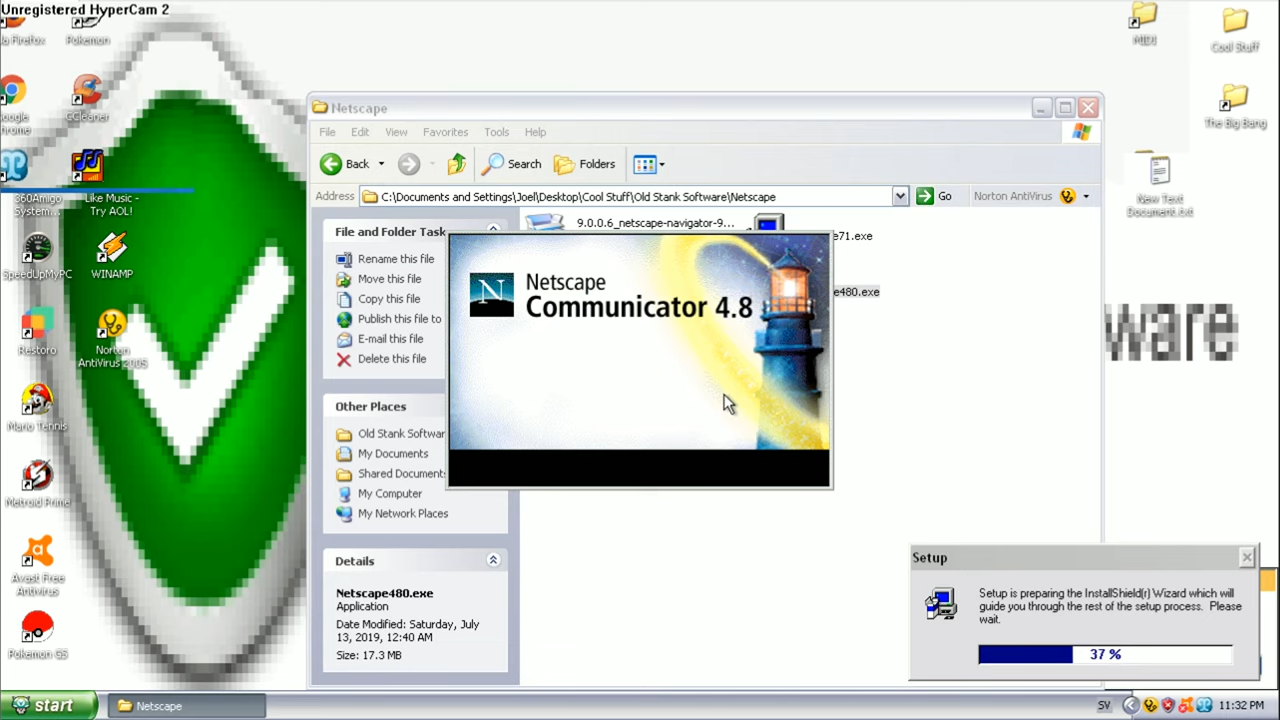 Unregistered HyperCam 2
Pokemon
CCleaner
360Amigo
System...
Like Music -
Try AOL!
SpeedUpMyPC
WINAMP
Restoro
Norton
AntiVirus 2005
Mario Tennis
Metroid Prime
Avast Free
Antivirus
Pokemon GS
MIDI
Cool Stuff
The Big Bang
New Text
Document.txt
ware
Netscape
File Edit View Favorites Tools Help
Back Search Folders
Address C:\Documents and Settings\Joel\Desktop\Cool Stuff\Old Stank Software\Netscape Go Norton AntiVirus
File and Folder Task
Rename this file
Move this file
Copy this file
Publish this file to
E-mail this file
Delete this file
Other Places
Old Stank Softwar
My Documents
Shared Document
My Computer
My Network Places
Details
Netscape480.exe
Application
Date Modified: Saturday, July
13, 2019, 12:40 AM
Size: 17.3 MB
9.0.0.6_netscape-navigator-9...
e71.exe
e480.exe
N
Netscape
Communicator 4.8
Setup
Setup is preparing the InstallShield(r) Wizard which will
guide you through the rest of the setup process. Please
wait.
37 %
start
Netscape
SV
11:32 PM